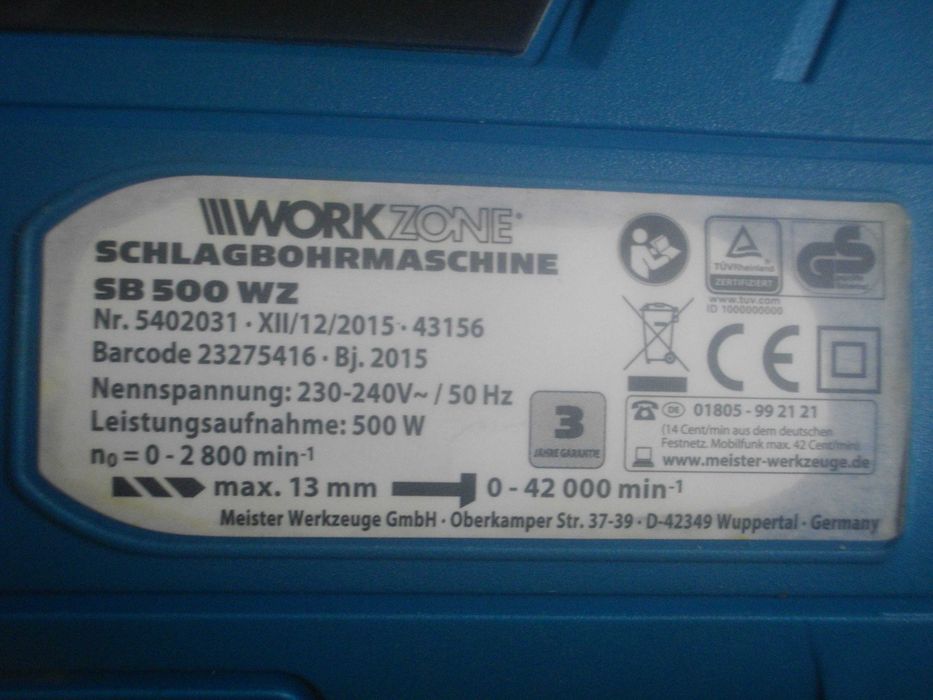 WORKZONE®
SCHLAGBOHRMASCHINE
SB 500 WZ
Nr. 5402031 · XII/12/2015 · 43156
Barcode 23275416 · Bj. 2015
Nennspannung: 230-240V~ / 50 Hz
Leistungsaufnahme: 500 W
n₀ = 0 - 2 800 min-1
max. 13 mm 0 - 42 000 min-1
Meister Werkzeuge GmbH · Oberkamper Str. 37-39 · D-42349 Wuppertal · Germany
3
JAHRE GARANTIE
TÜVRheinland
ZERTIFIZIERT
www.tuv.com
ID 1000000000
GS
CE
DE 01805 - 99 21 21
(14 Cent/min aus dem deutschen
Festnetz. Mobilfunk max. 42 Cent/min)
www.meister-werkzeuge.de